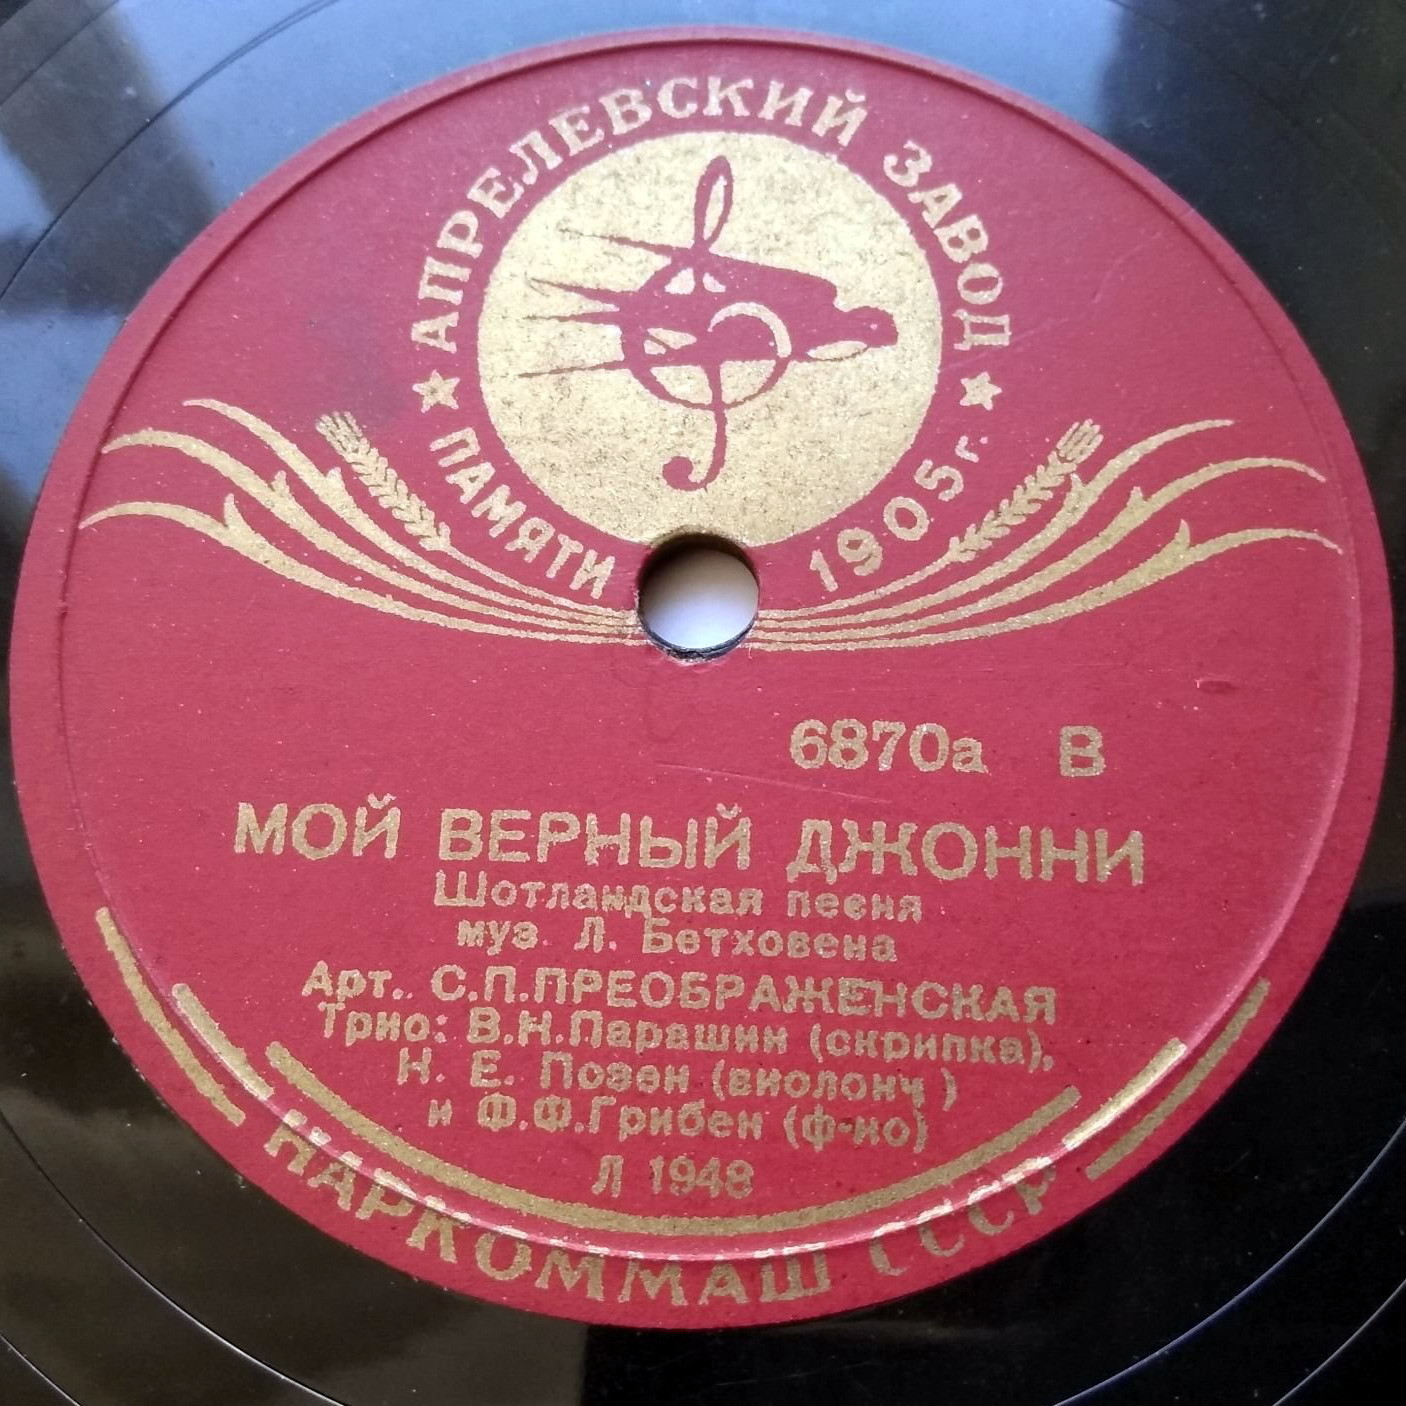 АПРЕЛЕВСКИЙ ЗАВОД
ПАМЯТИ 1905г.
6870а В
МОЙ ВЕРНЫЙ ДЖОННИ
Шотландская песня
муз. Л. Бетховена
Арт.. С.П.ПРЕОБРАЖЕНСКАЯ
Трио: В.Н.Парашин (скрипка),
Н. Е. Позен (виолонч )
и Ф.Ф.Грибен (ф-но)
Л 1948
НАРКОММАШ СССР